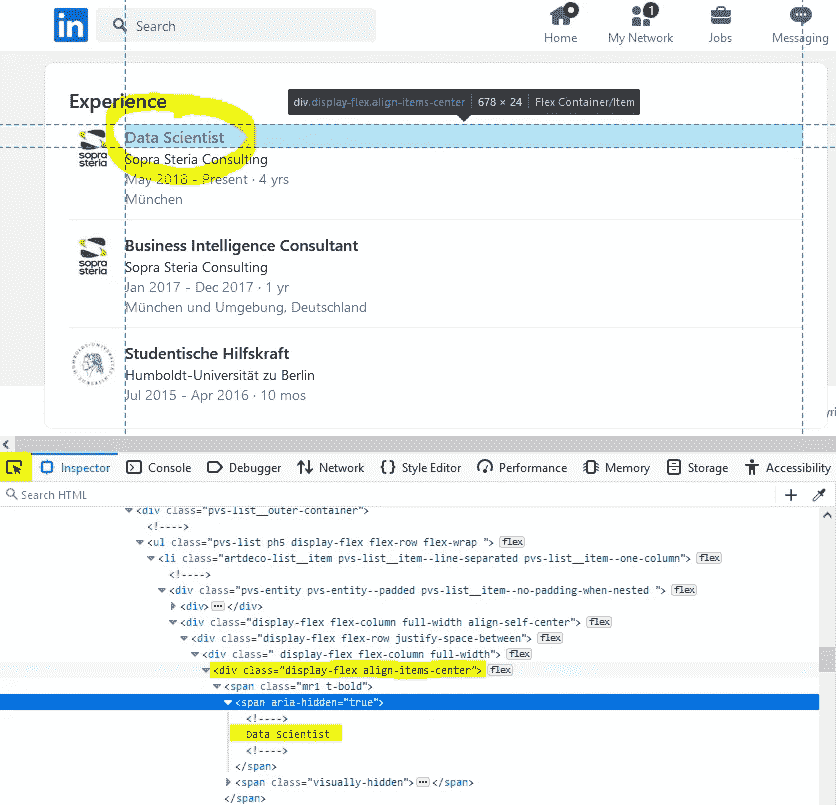 in Search Home 1 My Network Jobs Messaging
Experience
div.display-flex.align-items-center 678 × 24 Flex Container/Item
sopra steria
Data Scientist
Sopra Steria Consulting
May 2018 - Present · 4 yrs
München
sopra steria
Business Intelligence Consultant
Sopra Steria Consulting
Jan 2017 - Dec 2017 · 1 yr
München und Umgebung, Deutschland
Studentische Hilfskraft
Humboldt-Universität zu Berlin
Jul 2015 - Apr 2016 · 10 mos
Inspector Console Debugger Network Style Editor Performance Memory Storage Accessibility
Search HTML
<div class="pvs-list__outer-container">
<!---->
<ul class="pvs-list ph5 display-flex flex-row flex-wrap "> flex
<li class="artdeco-list__item pvs-list__item--line-separated pvs-list__item--one-column"> flex
<!---->
<div class="pvs-entity pvs-entity--padded pvs-list__item--no-padding-when-nested "> flex
<div>···</div>
<div class="display-flex flex-column full-width align-self-center"> flex
<div class="display-flex flex-row justify-space-between"> flex
<div class=" display-flex flex-column full-width"> flex
<div class="display-flex align-items-center"> flex
<span class="mr1 t-bold">
<span aria-hidden="true">
<!---->
Data Scientist
<!---->
</span>
<span class="visually-hidden">···</span>
</span>